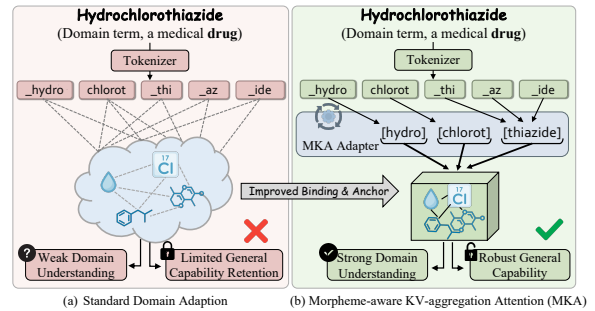 Hydrochlorothiazide
(Domain term, a medical drug)
Tokenizer
_hydro chlorot _thi _az _ide
17
Cl
Weak Domain
Understanding
Limited General
Capability Retention
(a) Standard Domain Adaption
Improved Binding & Anchor
Hydrochlorothiazide
(Domain term, a medical drug)
Tokenizer
_hydro chlorot _thi _az _ide
MKA Adapter
[hydro] [chlorot] [thiazide]
17
Cl
Strong Domain
Understanding
Robust General
Capability
(b) Morpheme-aware KV-aggregation Attention (MKA)